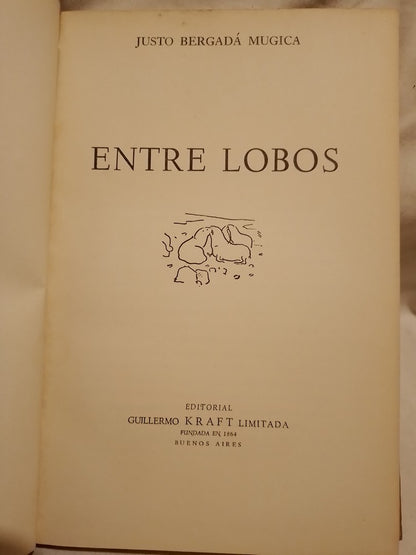 JUSTO BERGADÁ MUGICA
ENTRE LOBOS
EDITORIAL
GUILLERMO KRAFT LIMITADA
FUNDADA EN 1864
BUENOS AIRES